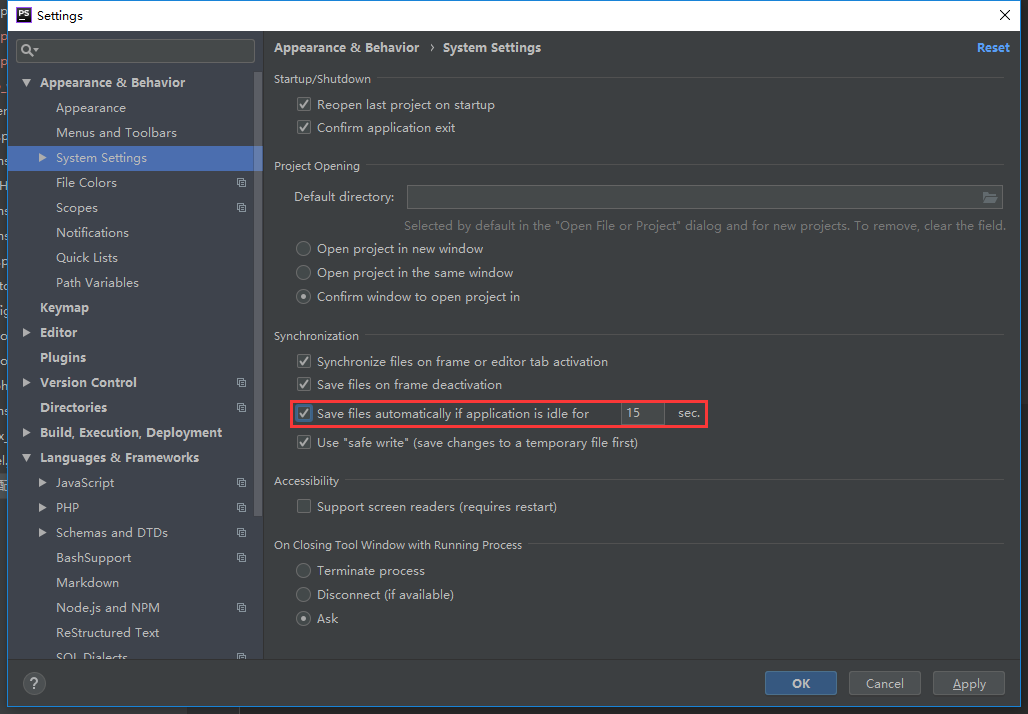 PS Settings
Appearance & Behavior › System Settings Reset
Appearance & Behavior
Appearance
Menus and Toolbars
System Settings
File Colors
Scopes
Notifications
Quick Lists
Path Variables
Keymap
Editor
Plugins
Version Control
Directories
Build, Execution, Deployment
Languages & Frameworks
JavaScript
PHP
Schemas and DTDs
BashSupport
Markdown
Node.js and NPM
ReStructured Text
SQL Dialects
Startup/Shutdown
Reopen last project on startup
Confirm application exit
Project Opening
Default directory:
Selected by default in the "Open File or Project" dialog and for new projects. To remove, clear the field.
Open project in new window
Open project in the same window
Confirm window to open project in
Synchronization
Synchronize files on frame or editor tab activation
Save files on frame deactivation
Save files automatically if application is idle for 15 sec.
Use "safe write" (save changes to a temporary file first)
Accessibility
Support screen readers (requires restart)
On Closing Tool Window with Running Process
Terminate process
Disconnect (if available)
Ask
? OK Cancel Apply